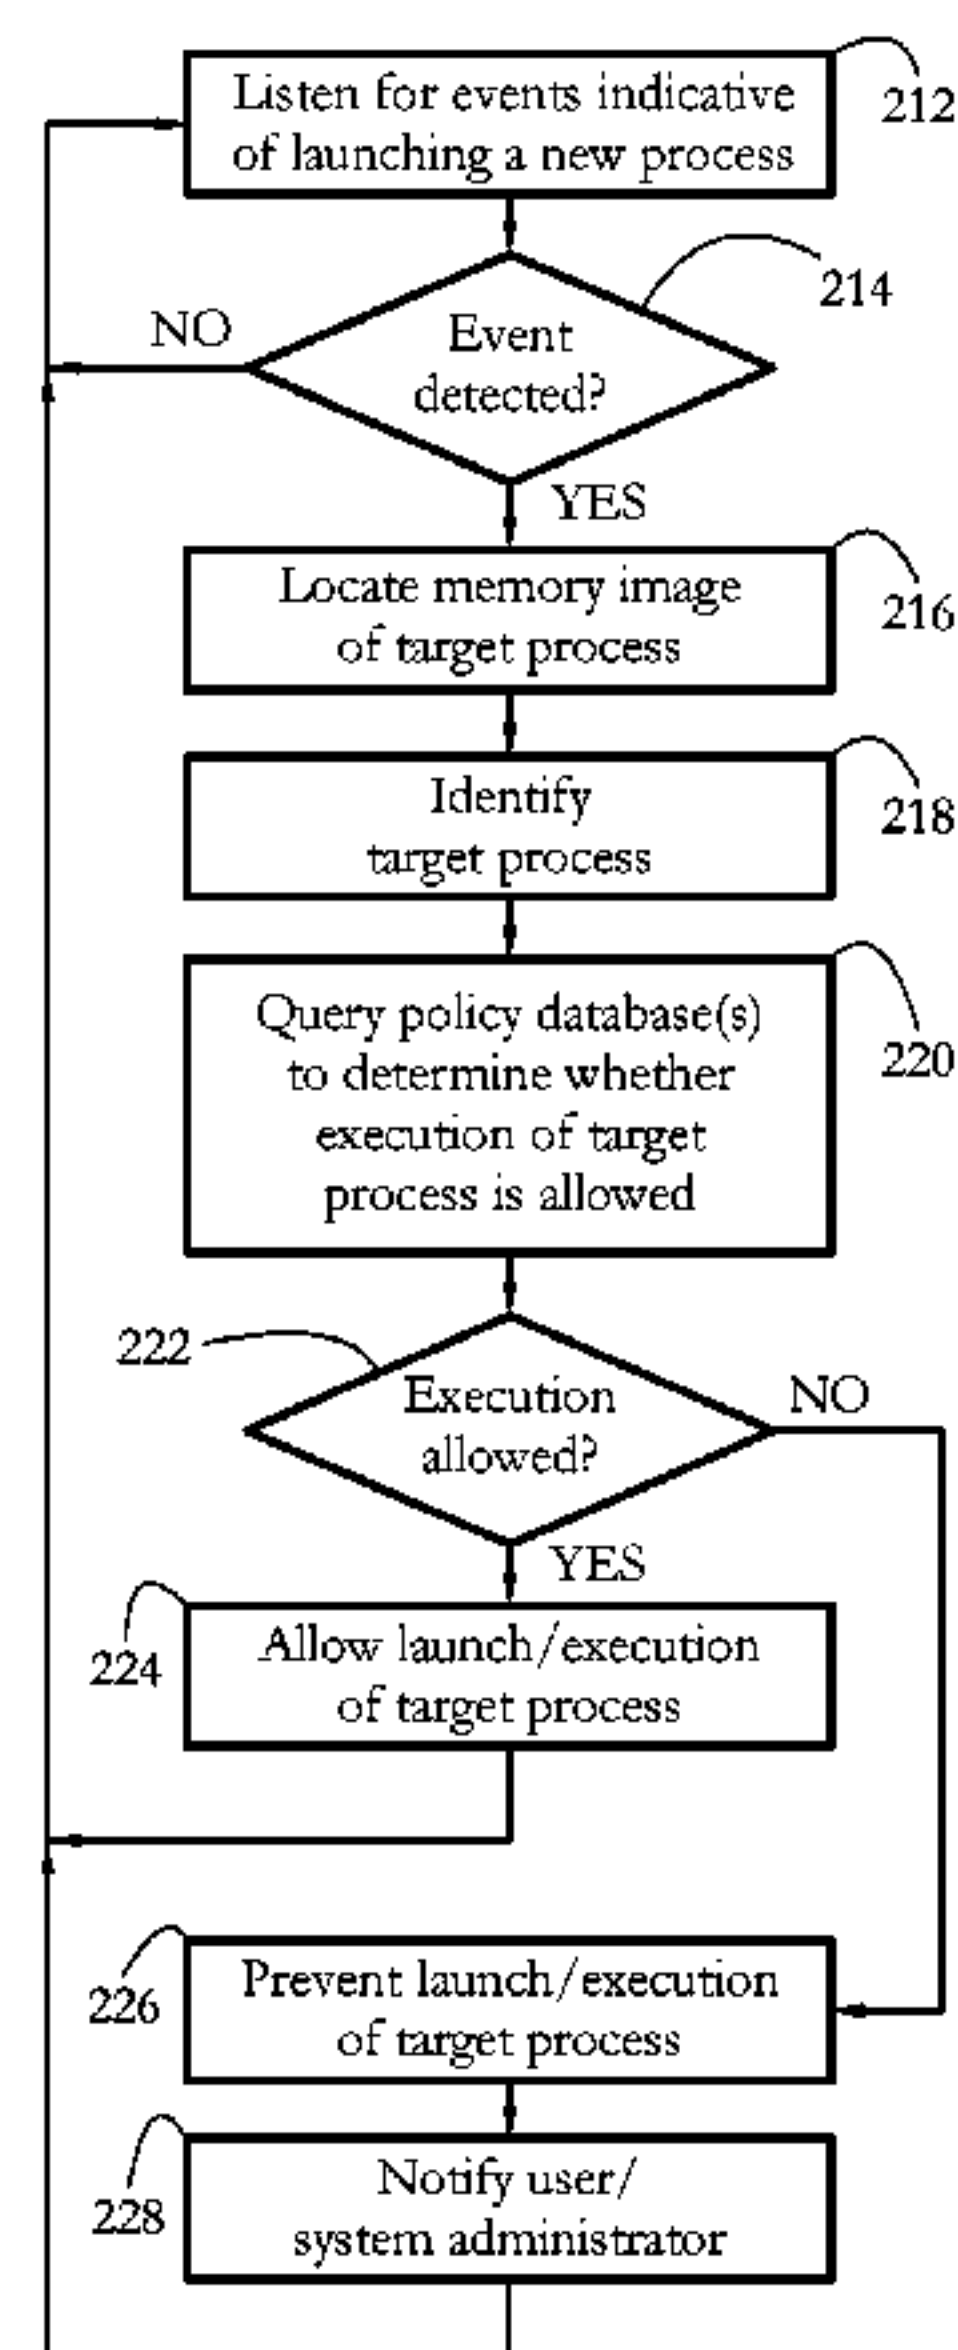 Listen for events indicative
of launching a new process
212
214
NO
Event
detected?
YES
Locate memory image
of target process
216
Identify
target process
218
Query policy database(s)
to determine whether
execution of target
process is allowed
220
222
Execution
allowed?
NO
YES
Allow launch/execution
of target process
224
Prevent launch/execution
of target process
226
Notify user/
system administrator
228